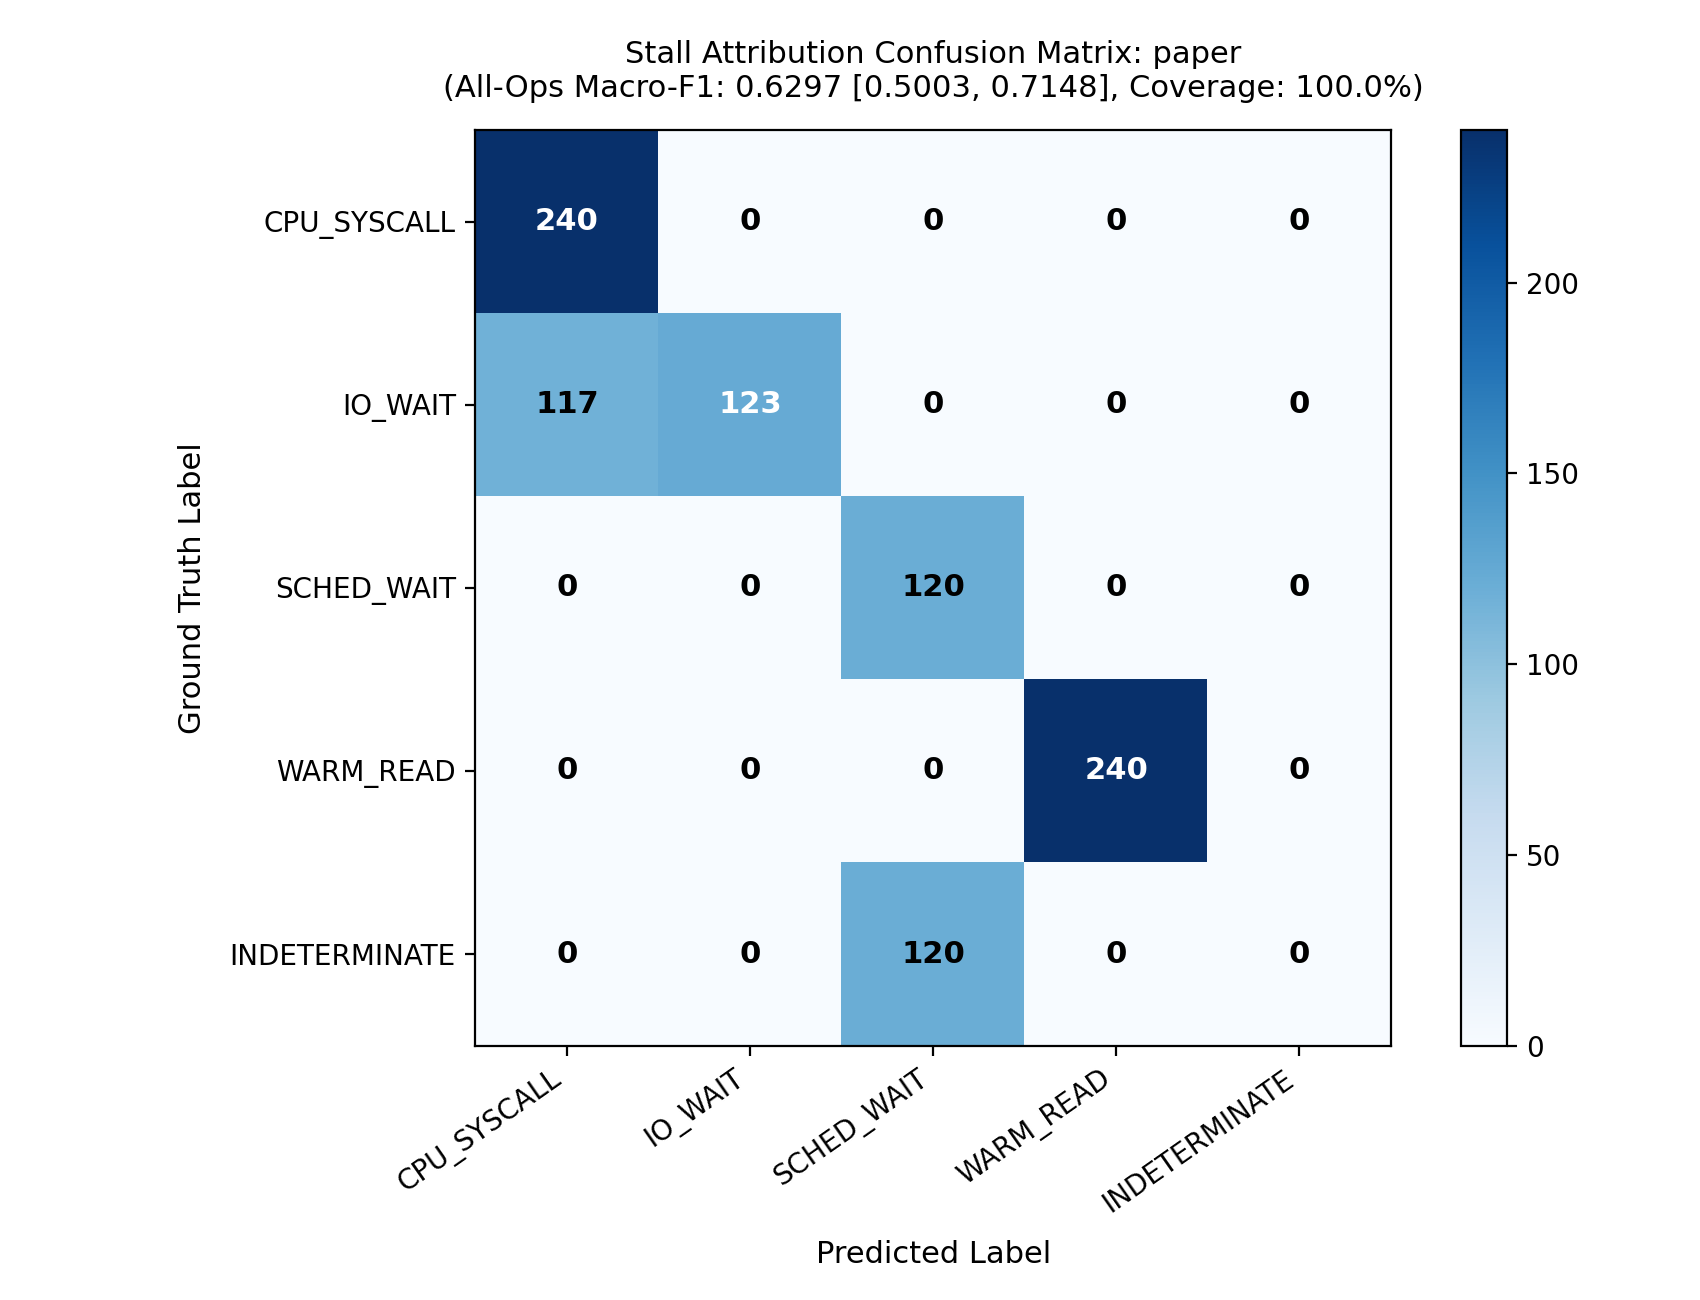 Stall Attribution Confusion Matrix: paper
(All-Ops Macro-F1: 0.6297 [0.5003, 0.7148], Coverage: 100.0%)
Ground Truth Label
CPU_SYSCALL 240 0 0 0 0
IO_WAIT 117 123 0 0 0
SCHED_WAIT 0 0 120 0 0
WARM_READ 0 0 0 240 0
INDETERMINATE 0 0 120 0 0
CPU_SYSCALL IO_WAIT SCHED_WAIT WARM_READ INDETERMINATE
Predicted Label
200
150
100
50
0